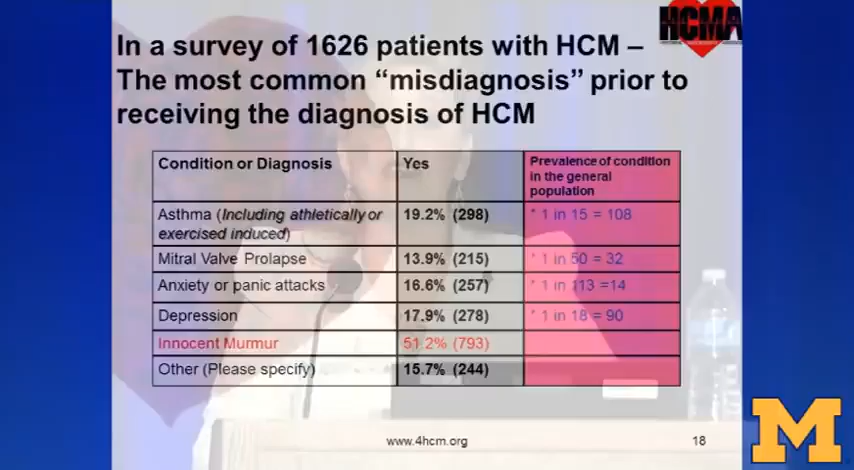 HCMA
In a survey of 1626 patients with HCM –
The most common “misdiagnosis” prior to
receiving the diagnosis of HCM
Condition or Diagnosis
Yes
Prevalence of condition
in the general
population
Asthma (Including athletically or
exercised induced)
19.2% (298)
* 1 in 15 = 108
Mitral Valve Prolapse
13.9% (215)
* 1 in 50 = 32
Anxiety or panic attacks
16.6% (257)
* 1 in 113 =14
Depression
17.9% (278)
* 1 in 18 = 90
Innocent Murmur
51.2% (793)
Other (Please specify)
15.7% (244)
www.4hcm.org
18
M